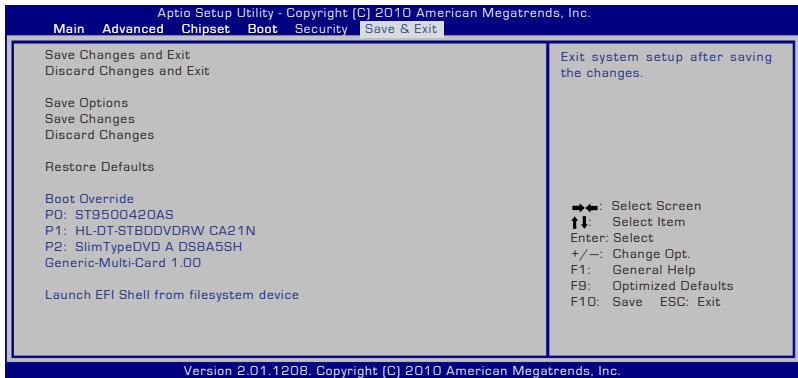 Aptio Setup Utility - Copyright (C) 2010 American Megatrends, Inc.
Main Advanced Chipset Boot Security Save & Exit
Save Changes and Exit
Discard Changes and Exit
Save Options
Save Changes
Discard Changes
Restore Defaults
Boot Override
P0: ST9500420AS
P1: HL-DT-STBDDVDRW CA21N
P2: SlimTypeDVD A DS8A5SH
Generic-Multi-Card 1.00
Launch EFI Shell from filesystem device
Exit system setup after saving
the changes.
→←: Select Screen
↑↓: Select Item
Enter: Select
+/—: Change Opt.
F1: General Help
F9: Optimized Defaults
F10: Save ESC: Exit
Version 2.01.1208. Copyright (C) 2010 American Megatrends, Inc.